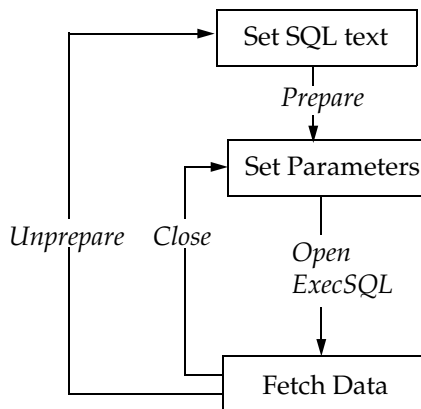 Set SQL text
Prepare
Set Parameters
Unprepare
Close
Open
ExecSQL
Fetch Data